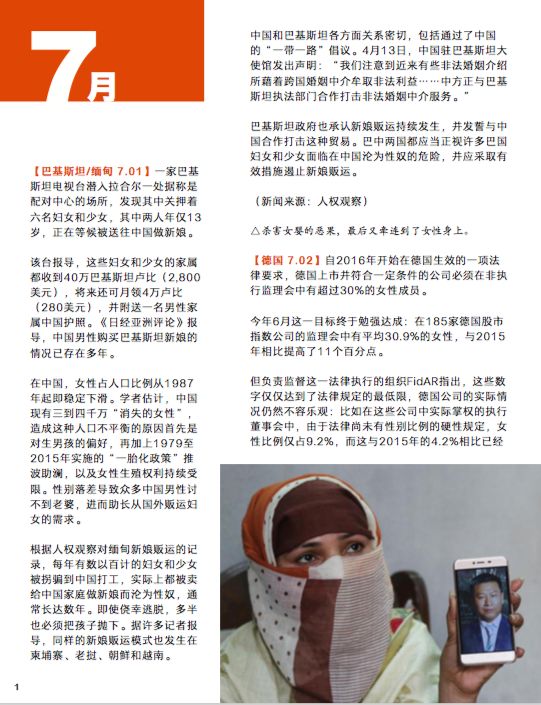 7月
【巴基斯坦/缅甸 7.01】一家巴基
斯坦电视台潜入拉合尔一处据称是
配对中心的场所，发现其中关押着
六名妇女和少女，其中两人年仅13
岁，正在等候被送往中国做新娘。
该台报导，这些妇女和少女的家属
都收到40万巴基斯坦卢比（2,800
美元），将来还可月领4万卢比
（280美元），并附送一名男性家
属中国护照。《日经亚洲评论》报
导，中国男性购买巴基斯坦新娘的
情况已存在多年。
在中国，女性占人口比例从1987
年起即稳定下滑。学者估计，中国
现有三到四千万“消失的女性”，
造成这种人口不平衡的原因首先是
对生男孩的偏好，再加上1979至
2015年实施的“一胎化政策”推
波助澜，以及女性生殖权利持续受
限。性别落差导致众多中国男性讨
不到老婆，进而助长从国外贩运妇
女的需求。
根据人权观察对缅甸新娘贩运的记
录，每年有数以百计的妇女和少女
被拐骗到中国打工，实际上都被卖
给中国家庭做新娘而沦为性奴，通
常长达数年。即使侥幸逃脱，多半
也必须把孩子抛下。据许多记者报
导，同样的新娘贩运模式也发生在
柬埔寨、老挝、朝鲜和越南。
中国和巴基斯坦各方面关系密切，包括通过了中国
的“一带一路”倡议。4月13日，中国驻巴基斯坦大
使馆发出声明：“我们注意到近来有些非法婚姻介绍
所藉着跨国婚姻中介牟取非法利益……中方正与巴基
斯坦执法部门合作打击非法婚姻中介服务。”
巴基斯坦政府也承认新娘贩运持续发生，并发誓与
中国合作打击这种贸易。巴中两国都应当正视许多巴国
妇女和少女面临在中国沦为性奴的危险，并应采取有
效措施遏止新娘贩运。
（新闻来源：人权观察）
△杀害女婴的恶果，最后又牵连到了女性身上。
【德国 7.02】自2016年开始在德国生效的一项法
律要求，德国上市并符合一定条件的公司必须在非执
行监理会中有超过30%的女性成员。
今年6月这一目标终于勉强达成：在185家德国股市
指数公司的监理会中有平均30.9%的女性，与2015
年相比提高了11个百分点。
但负责监督这一法律执行的组织FidAR指出，这些数
字仅仅达到了法律规定的最低限，德国公司的实际情
况仍然不容乐观：比如在这些公司中实际掌权的执行
董事会中，由于法律尚未有性别比例的硬性规定，女
性比例仅占9.2%，而这与2015年的4.2%相比已经
1